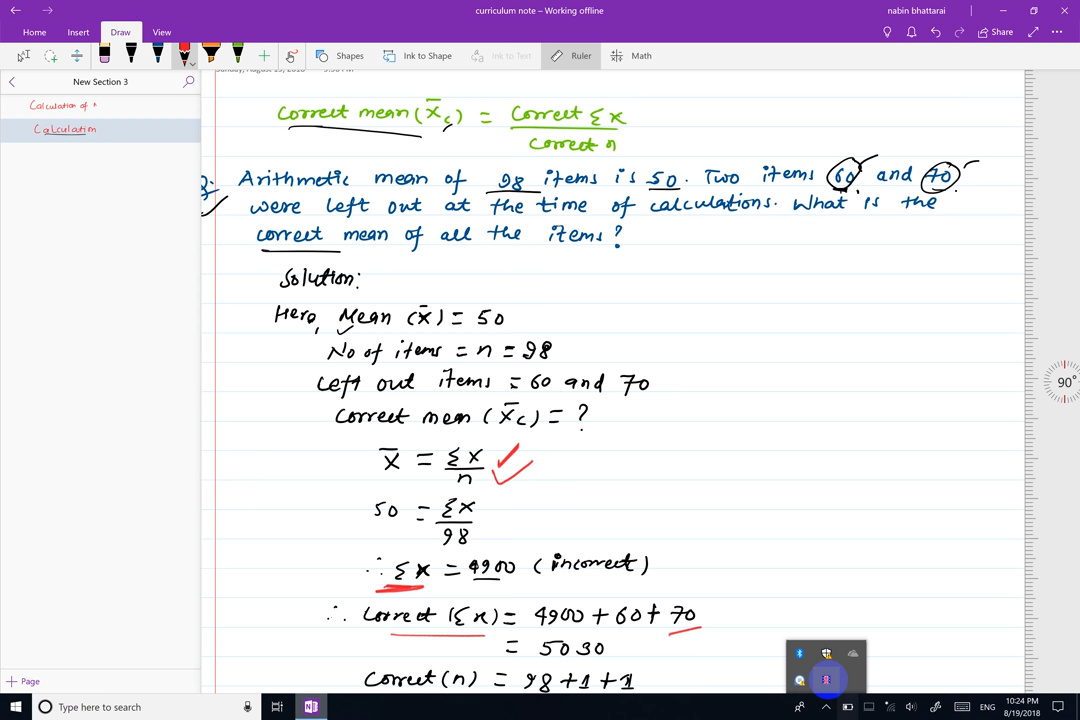 curriculum note – Working offline
nabin bhattarai
Home Insert Draw View
Share
Shapes Ink to Shape Ink to Text Ruler Math
New Section 3
Calculation of
Calculation
Correct mean (X̄c) = Correct Σx
Correct n
Arithmetic mean of 98 items is 50. Two items 60 and 70
were left out at the time of calculations. What is the
correct mean of all the items?
Solution:
Here, Mean (x̄) = 50
No of items = n = 98
Left out items = 60 and 70
Correct mean (X̄c) = ?
X̄ = Σx
n
50 = Σx
98
∴ Σx = 4900 (incorrect)
∴ Correct (Σx) = 4900 + 60 + 70
= 5030
Correct (n) = 98 + 1 + 1
90°
Page
Type here to search
ENG
10:24 PM
8/19/2018